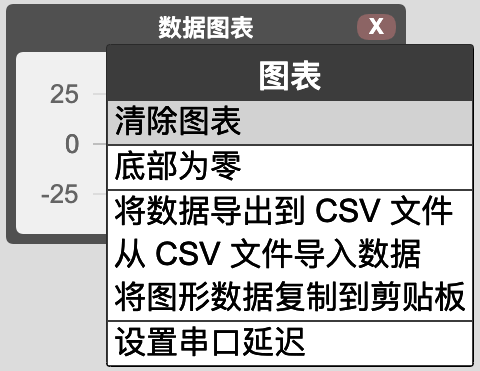 数据图表 X
图表
25
清除图表
0
底部为零
-25
将数据导出到 CSV 文件
从 CSV 文件导入数据
将图形数据复制到剪贴板
设置串口延迟